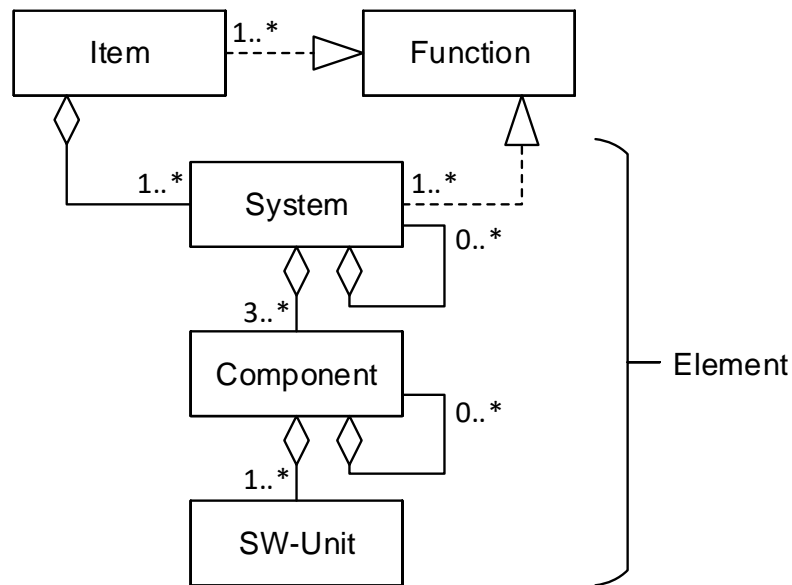 Item
1..*
Function
1..*
System
1..*
0..*
3..*
Component
0..*
Element
1..*
SW-Unit